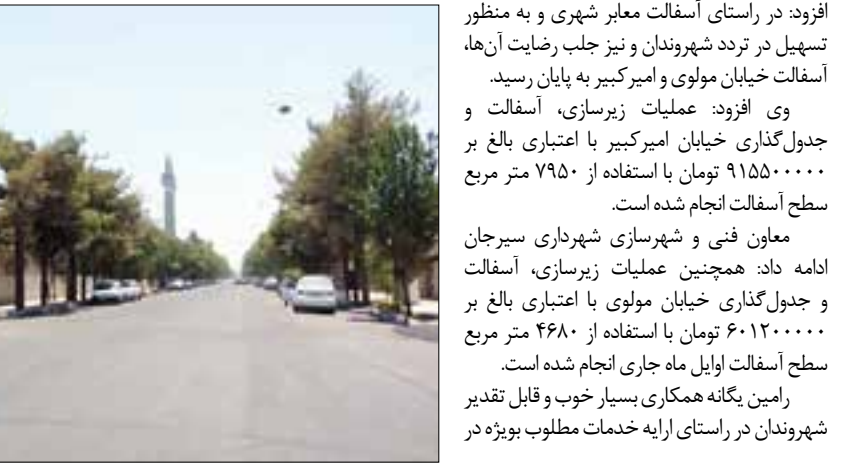 افزود: در راستای آسفالت معابر شهری و به منظور
تسهیل در تردد شهروندان و نیز جلب رضایت آن‌ها،
آسفالت خیابان مولوی و امیرکبیر به پایان رسید.
وی افزود: عملیات زیرسازی، آسفالت و
جدول‌گذاری خیابان امیرکبیر با اعتباری بالغ بر
۹۱۵۵۰۰۰۰۰ تومان با استفاده از ۷۹۵۰ متر مربع
سطح آسفالت انجام شده است.
معاون فنی و شهرسازی شهرداری سیرجان
ادامه داد: همچنین عملیات زیرسازی، آسفالت
و جدول‌گذاری خیابان مولوی با اعتباری بالغ بر
۶۰۱۲۰۰۰۰۰ تومان با استفاده از ۴۶۸۰ متر مربع
سطح آسفالت اوایل ماه جاری انجام شده است.
رامین یگانه همکاری بسیار خوب و قابل تقدیر
شهروندان در راستای ارایه خدمات مطلوب بویژه در